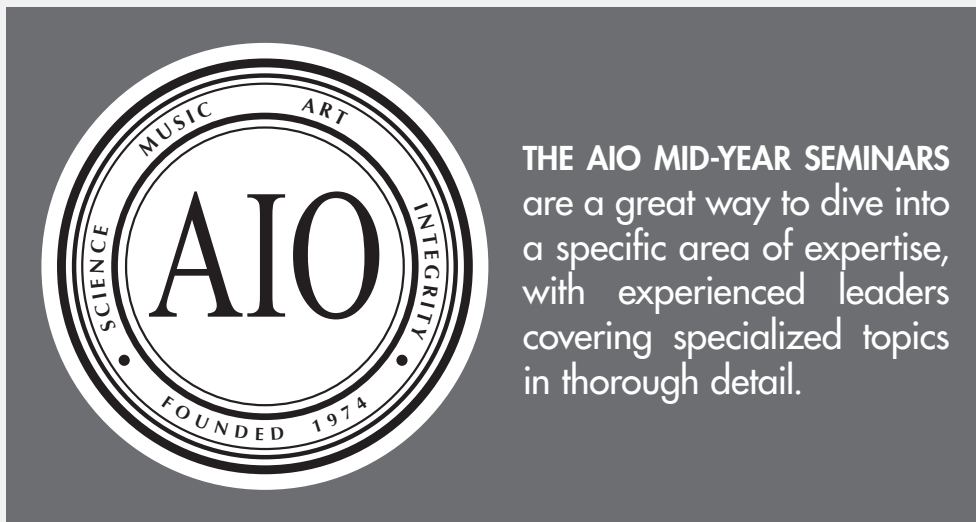 SCIENCE MUSIC ART INTEGRITY
AIO
FOUNDED 1974
THE AIO MID-YEAR SEMINARS
are a great way to dive into
a specific area of expertise,
with experienced leaders
covering specialized topics
in thorough detail.